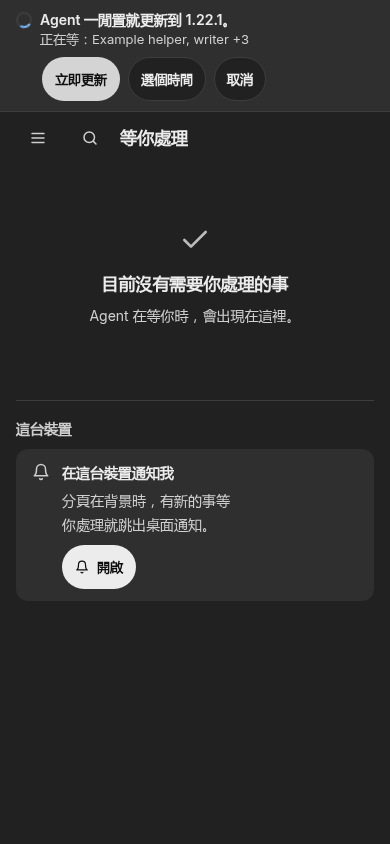 Agent 一閒置就更新到 1.22.1。
正在等：Example helper, writer +3
立即更新
選個時間
取消
等你處理
目前沒有需要你處理的事
Agent 在等你時，會出現在這裡。
這台裝置
在這台裝置通知我
分頁在背景時，有新的事等
你處理就跳出桌面通知。
開啟